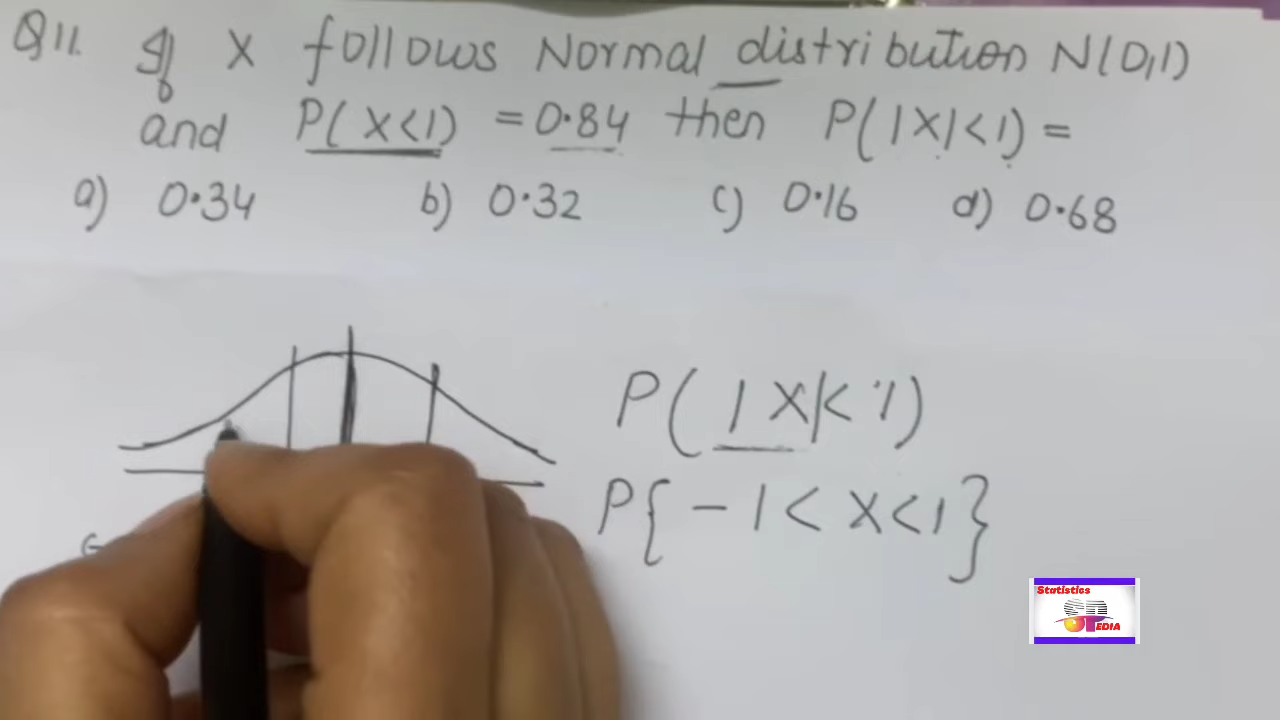 Q11. If X follows Normal distribution N(0,1)
and P(X<1) = 0.84 then P(|X|<1) =
a) 0.34 b) 0.32 c) 0.16 d) 0.68
P(|X|<1)
P{-1<X<1}
Statistics
PEDIA